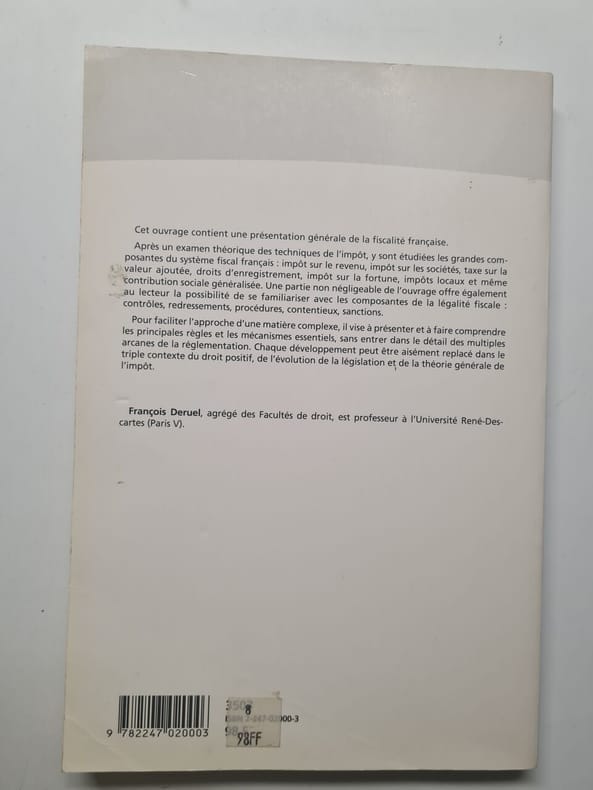 Cet ouvrage contient une présentation générale de la fiscalité française.
Après un examen théorique des techniques de l'impôt, y sont étudiées les grandes com-
posantes du système fiscal français : impôt sur le revenu, impôt sur les sociétés, taxe sur la
valeur ajoutée, droits d'enregistrement, impôt sur la fortune, impôts locaux et même
contribution sociale généralisée. Une partie non négligeable de l'ouvrage offre également
au lecteur la possibilité de se familiariser avec les composantes de la légalité fiscale :
contrôles, redressements, procédures, contentieux, sanctions.
Pour faciliter l'approche d'une matière complexe, il vise à présenter et à faire comprendre
les principales règles et les mécanismes essentiels, sans entrer dans le détail des multiples
arcanes de la réglementation. Chaque développement peut être aisément replacé dans le
triple contexte du droit positif, de l'évolution de la législation et de la théorie générale de
l'impôt.
François Deruel, agrégé des Facultés de droit, est professeur à l'Université René-Des-
cartes (Paris V).
8
ISBN 2-247-02000-3
98FF
9 782247 020003